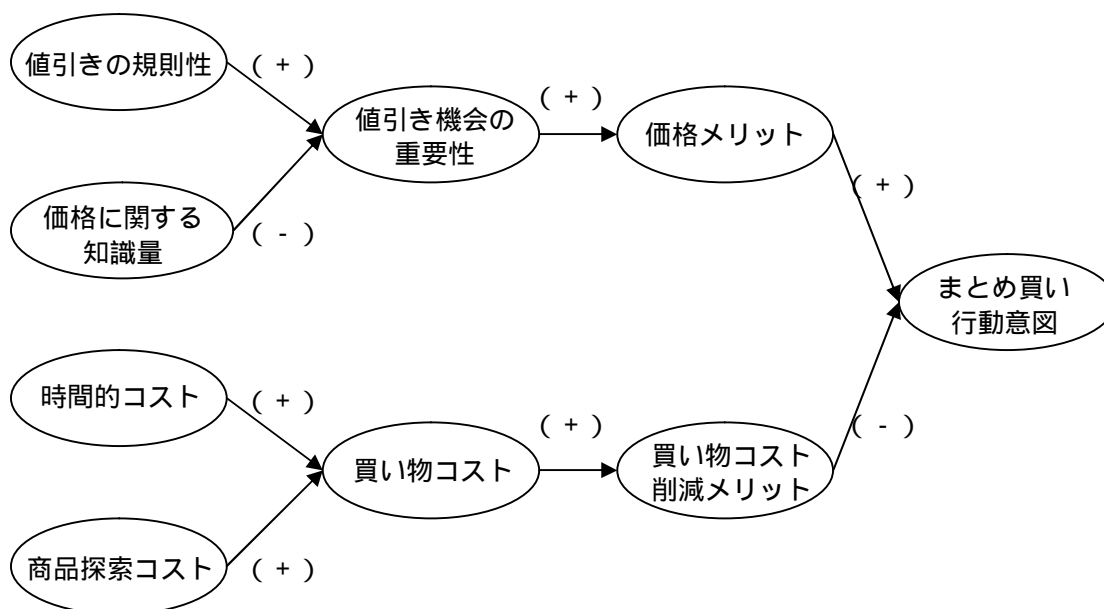 値引きの規則性
( + )
値引き機会の
重要性
( + )
価格メリット
( + )
価格に関する
知識量
( - )
まとめ買い
行動意図
時間的コスト
( + )
買い物コスト
( + )
買い物コスト
削減メリット
( - )
商品探索コスト
( + )